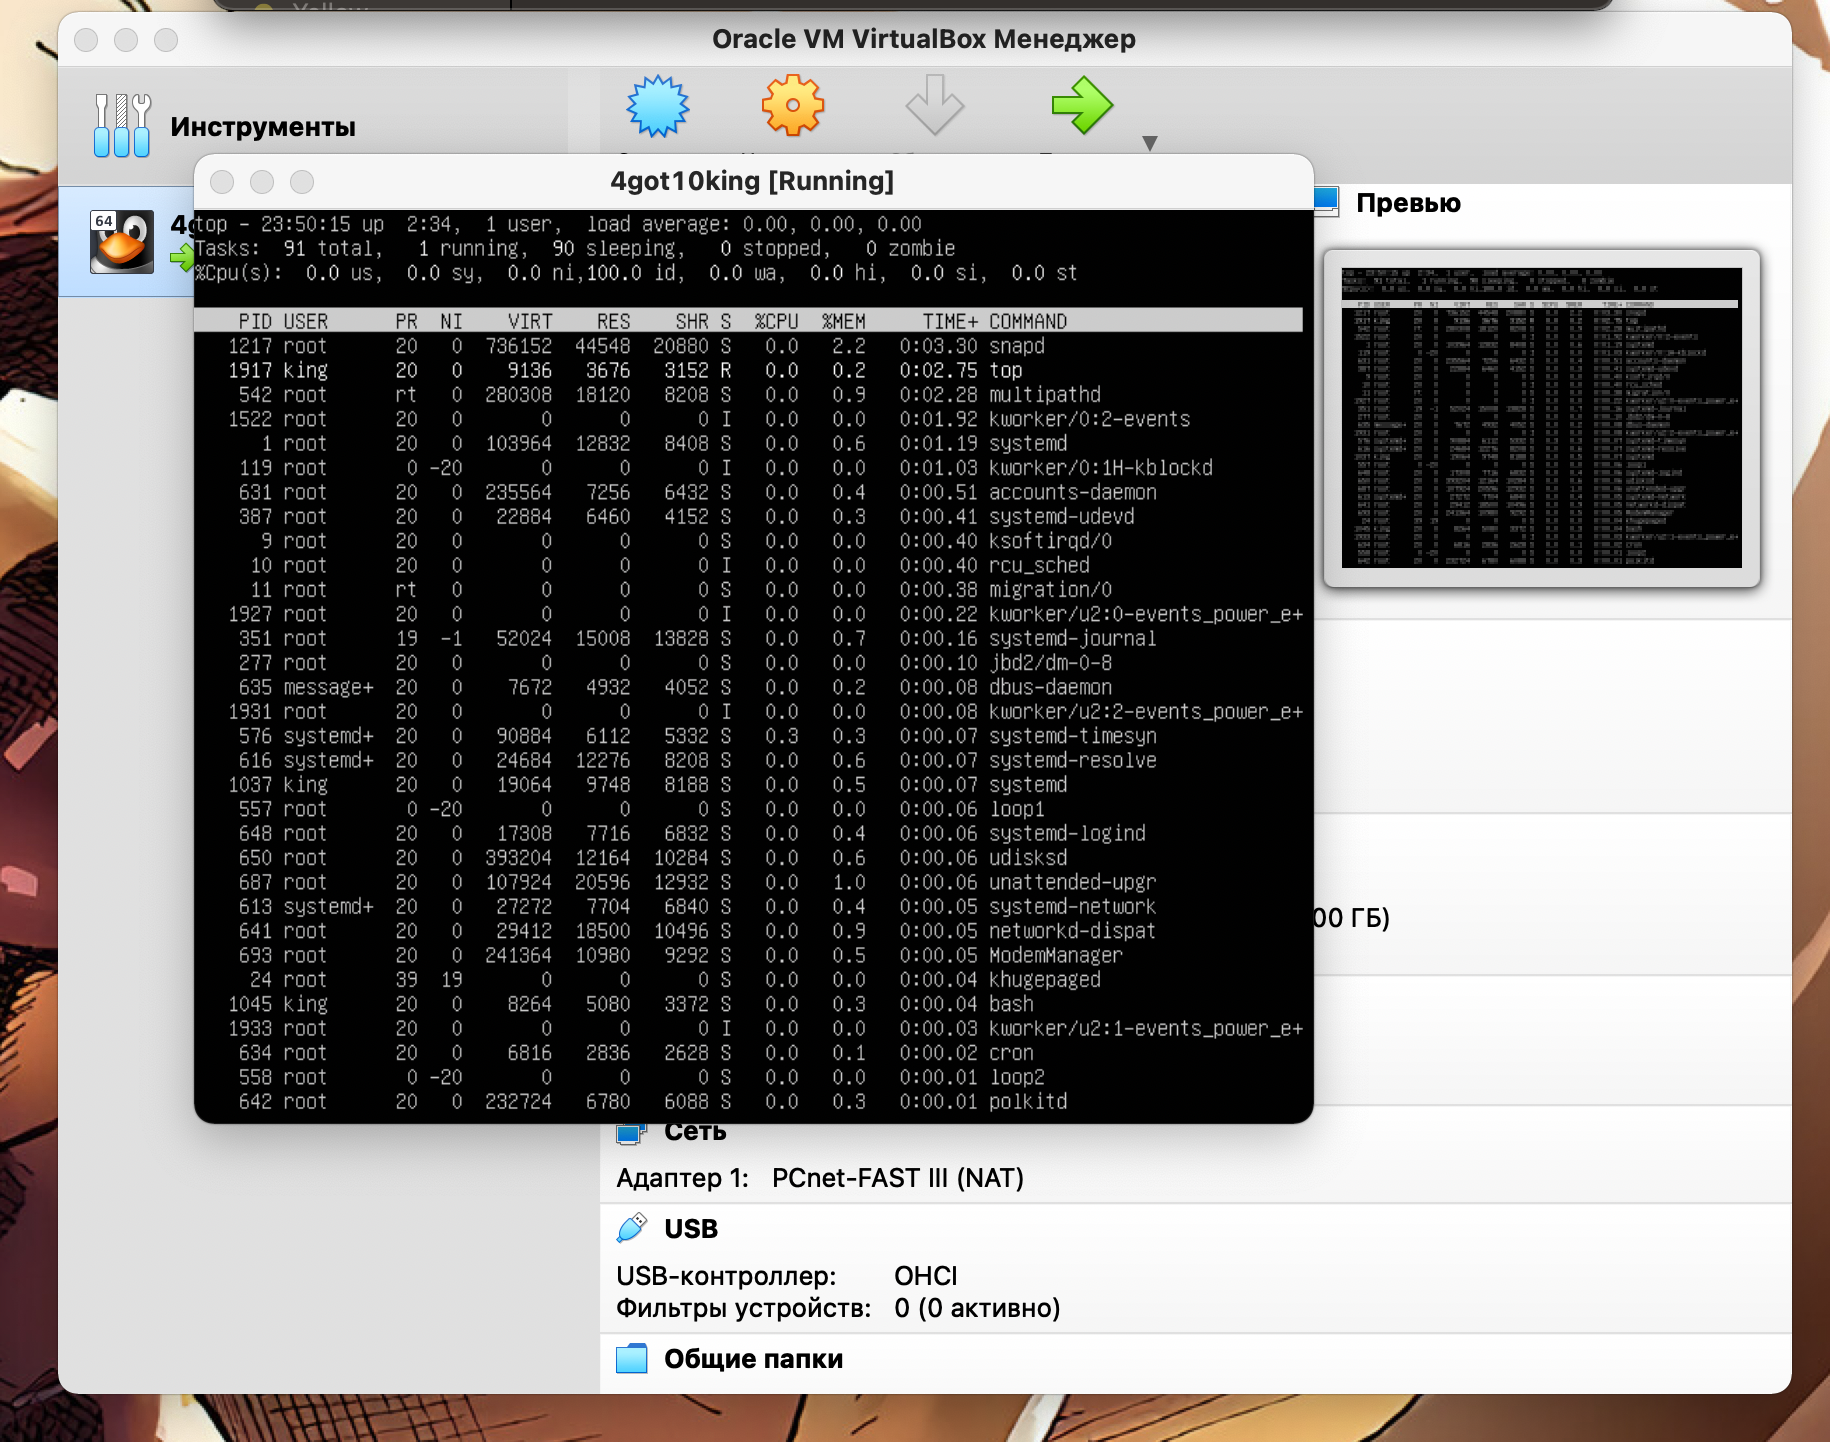 Yellow
Oracle VM VirtualBox Менеджер
Инструменты
64
4g
4got10king [Running]
top - 23:50:15 up  2:34,  1 user,  load average: 0.00, 0.00, 0.00
Tasks:  91 total,   1 running,  90 sleeping,   0 stopped,   0 zombie
%Cpu(s):  0.0 us,  0.0 sy,  0.0 ni,100.0 id,  0.0 wa,  0.0 hi,  0.0 si,  0.0 st
PID USER PR NI VIRT RES SHR S %CPU %MEM TIME+ COMMAND
1217 root 20 0 736152 44548 20880 S 0.0 2.2 0:03.30 snapd
1917 king 20 0 9136 3676 3152 R 0.0 0.2 0:02.75 top
542 root rt 0 280308 18120 8208 S 0.0 0.9 0:02.28 multipathd
1522 root 20 0 0 0 0 I 0.0 0.0 0:01.92 kworker/0:2-events
1 root 20 0 103964 12832 8408 S 0.0 0.6 0:01.19 systemd
119 root 0 -20 0 0 0 I 0.0 0.0 0:01.03 kworker/0:1H-kblockd
631 root 20 0 235564 7256 6432 S 0.0 0.4 0:00.51 accounts-daemon
387 root 20 0 22884 6460 4152 S 0.0 0.3 0:00.41 systemd-udevd
9 root 20 0 0 0 0 S 0.0 0.0 0:00.40 ksoftirqd/0
10 root 20 0 0 0 0 I 0.0 0.0 0:00.40 rcu_sched
11 root rt 0 0 0 0 S 0.0 0.0 0:00.38 migration/0
1927 root 20 0 0 0 0 I 0.0 0.0 0:00.22 kworker/u2:0-events_power_e+
351 root 19 -1 52024 15008 13828 S 0.0 0.7 0:00.16 systemd-journal
277 root 20 0 0 0 0 S 0.0 0.0 0:00.10 jbd2/dm-0-8
635 message+ 20 0 7672 4932 4052 S 0.0 0.2 0:00.08 dbus-daemon
1931 root 20 0 0 0 0 I 0.0 0.0 0:00.08 kworker/u2:2-events_power_e+
576 systemd+ 20 0 90884 6112 5332 S 0.3 0.3 0:00.07 systemd-timesyn
616 systemd+ 20 0 24684 12276 8208 S 0.0 0.6 0:00.07 systemd-resolve
1037 king 20 0 19064 9748 8188 S 0.0 0.5 0:00.07 systemd
557 root 0 -20 0 0 0 S 0.0 0.0 0:00.06 loop1
648 root 20 0 17308 7716 6832 S 0.0 0.4 0:00.06 systemd-logind
650 root 20 0 393204 12164 10284 S 0.0 0.6 0:00.06 udisksd
687 root 20 0 107924 20596 12932 S 0.0 1.0 0:00.06 unattended-upgr
613 systemd+ 20 0 27272 7704 6840 S 0.0 0.4 0:00.05 systemd-network
641 root 20 0 29412 18500 10496 S 0.0 0.9 0:00.05 networkd-dispat
693 root 20 0 241364 10980 9292 S 0.0 0.5 0:00.05 ModemManager
24 root 39 19 0 0 0 S 0.0 0.0 0:00.04 khugepaged
1045 king 20 0 8264 5080 3372 S 0.0 0.3 0:00.04 bash
1933 root 20 0 0 0 0 I 0.0 0.0 0:00.03 kworker/u2:1-events_power_e+
634 root 20 0 6816 2836 2628 S 0.0 0.1 0:00.02 cron
558 root 0 -20 0 0 0 S 0.0 0.0 0:00.01 loop2
642 root 20 0 232724 6780 6088 S 0.0 0.3 0:00.01 polkitd
Превью
00 ГБ)
Сеть
Адаптер 1: PCnet-FAST III (NAT)
USB
USB-контроллер: OHCI
Фильтры устройств: 0 (0 активно)
Общие папки